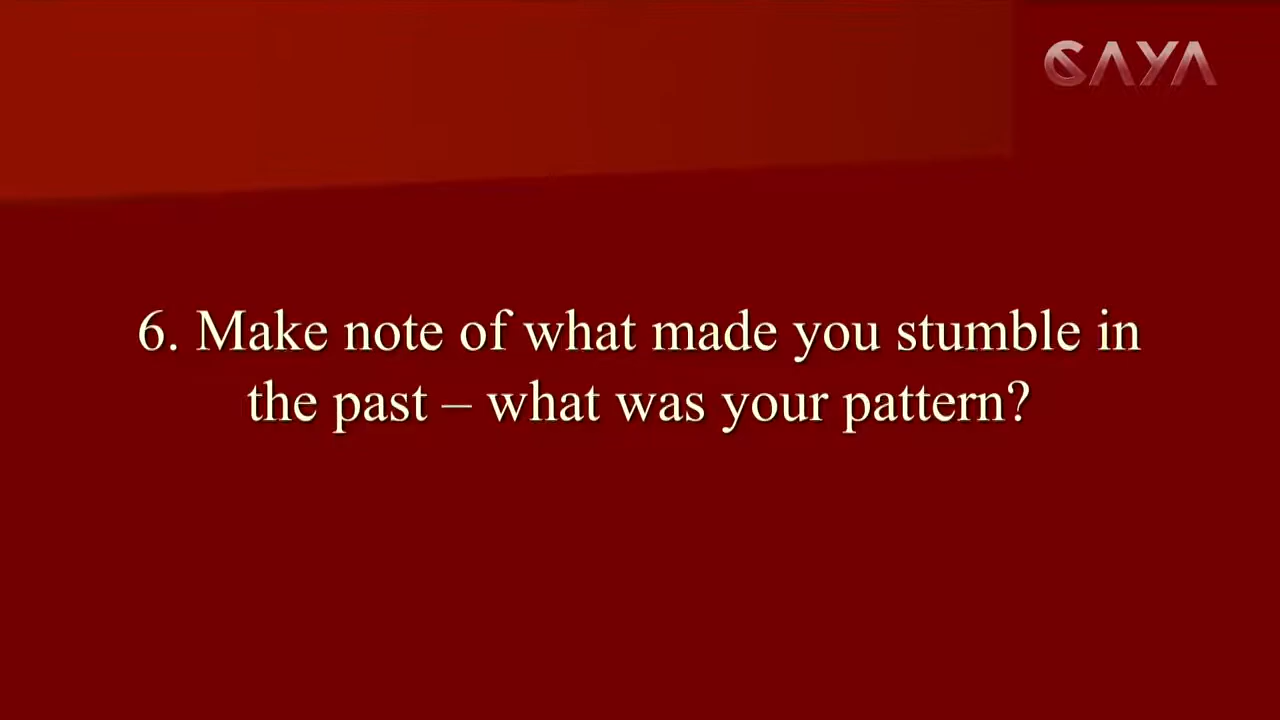 GAYA
6. Make note of what made you stumble in
the past – what was your pattern?